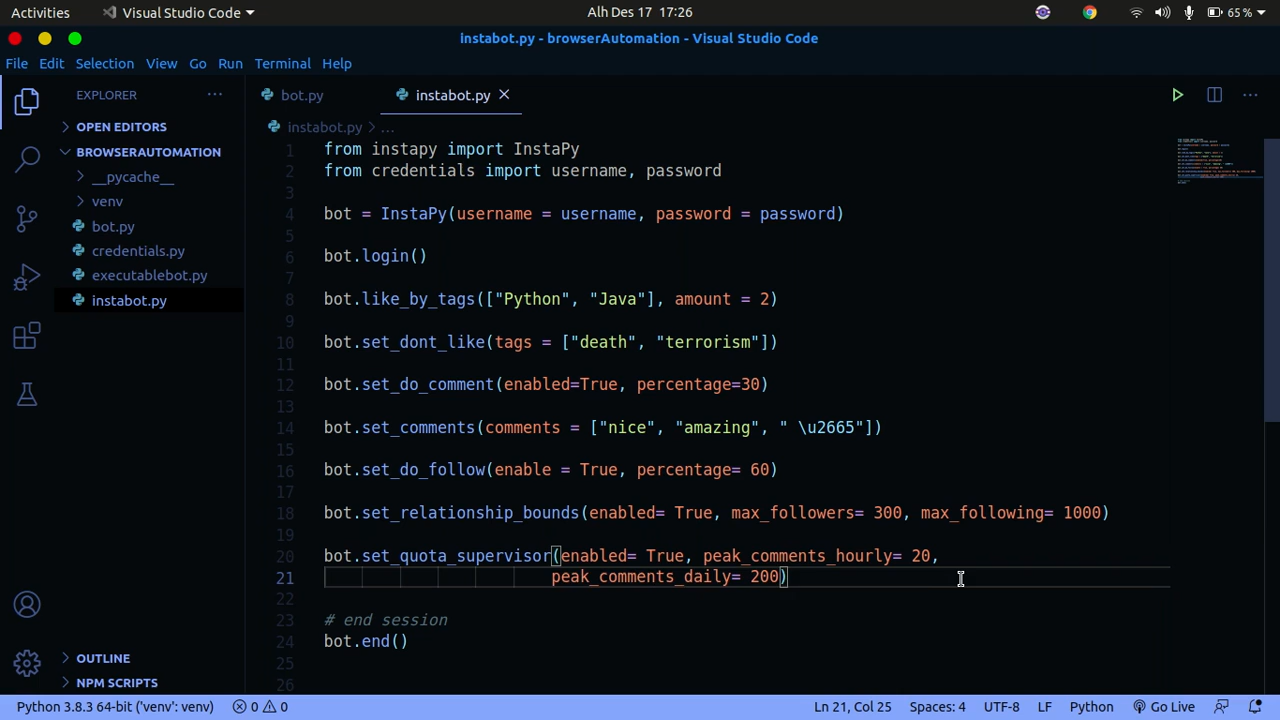 Activities Visual Studio Code Alh Des 17 17:26 65 %
instabot.py - browserAutomation - Visual Studio Code
File Edit Selection View Go Run Terminal Help
EXPLORER ··· bot.py instabot.py
OPEN EDITORS
BROWSERAUTOMATION
__pycache__
venv
bot.py
credentials.py
executablebot.py
instabot.py
OUTLINE
NPM SCRIPTS
instabot.py > ...
1 from instapy import InstaPy
2 from credentials import username, password
3
4 bot = InstaPy(username = username, password = password)
5
6 bot.login()
7
8 bot.like_by_tags(["Python", "Java"], amount = 2)
9
10 bot.set_dont_like(tags = ["death", "terrorism"])
11
12 bot.set_do_comment(enabled=True, percentage=30)
13
14 bot.set_comments(comments = ["nice", "amazing", " \u2665"])
15
16 bot.set_do_follow(enable = True, percentage= 60)
17
18 bot.set_relationship_bounds(enabled= True, max_followers= 300, max_following= 1000)
19
20 bot.set_quota_supervisor(enabled= True, peak_comments_hourly= 20,
21 peak_comments_daily= 200)
22
23 # end session
24 bot.end()
25
26
Python 3.8.3 64-bit ('venv': venv) 0 0 Ln 21, Col 25 Spaces: 4 UTF-8 LF Python Go Live